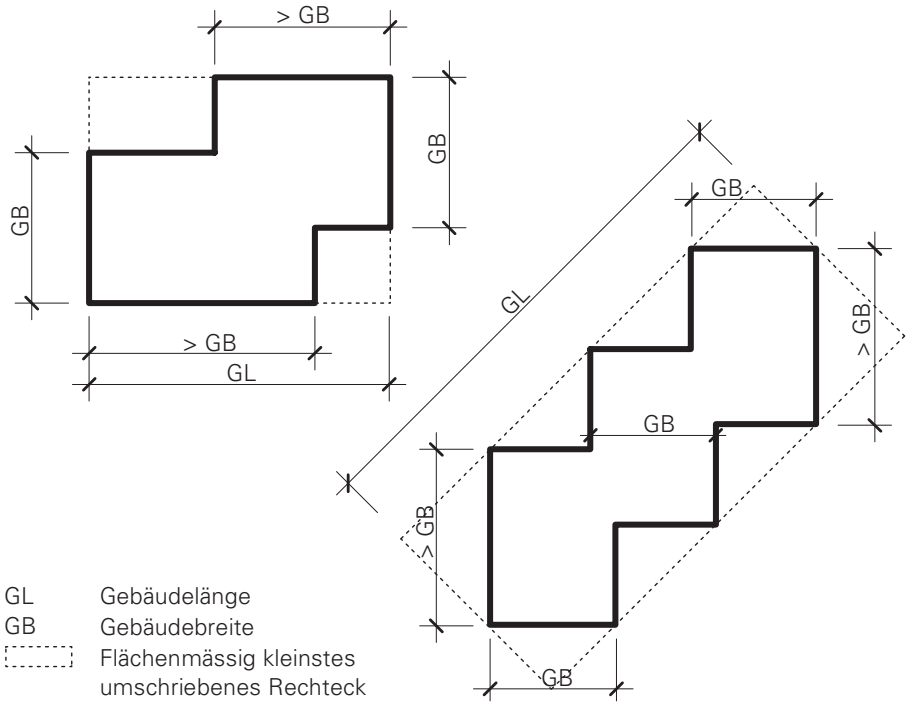 > GB
GB
GB
> GB
GL
GL
GB
> GB
GB
> GB
GB
GL Gebäudelänge
GB Gebäudebreite
Flächenmässig kleinstes
umschriebenes Rechteck